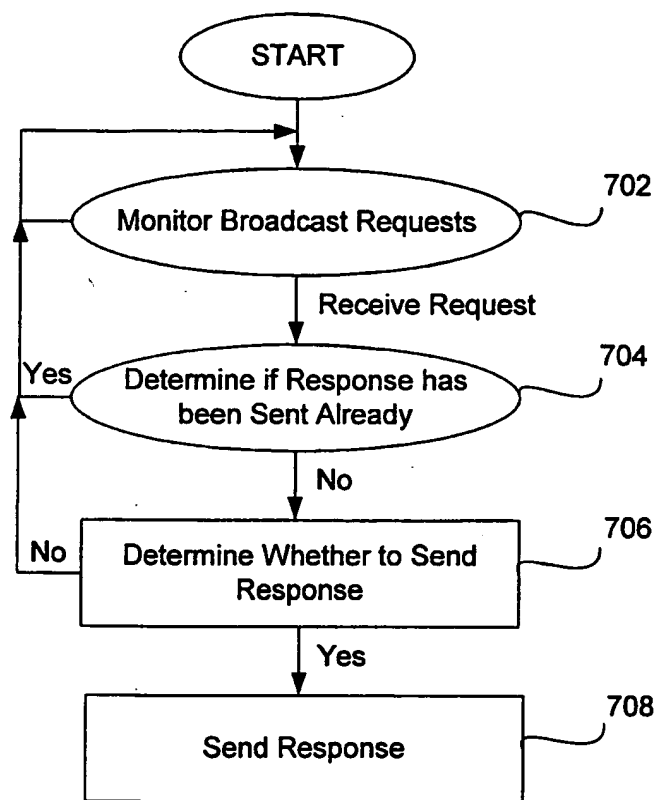 START
702
Monitor Broadcast Requests
Receive Request
704
Yes
Determine if Response has
been Sent Already
No
706
No
Determine Whether to Send
Response
Yes
708
Send Response